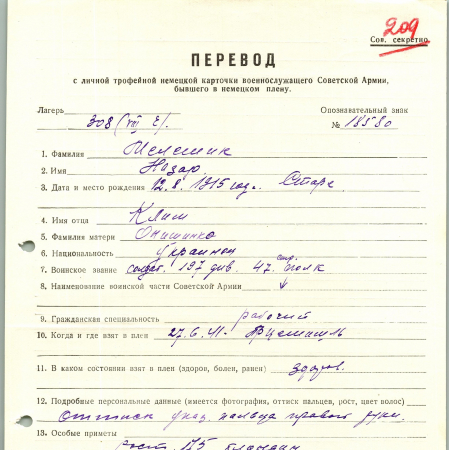 209
Сов. секретно
ПЕРЕВОД
с личной трофейной немецкой карточки военнослужащего Советской Армии,
бывшего в немецком плену.
Лагерь Опознавательный знак
308 (VIII E). № 18580
1. Фамилия Мелешик
2. Имя Назар
3. Дата и место рождения 12.8.1915 год. Старе
4. Имя отца Клим
5. Фамилия матери Онищенко
6. Национальность Украинец
7. Воинское звание солдат. 197 див. 47. стр. полк
8. Наименование воинской части Советской Армии
9. Гражданская специальность рабочий
10. Когда и где взят в плен 27.6.41-
11. В каком состоянии взят в плен (здоров, болен, ранен) здоров.
12. Подробные персональные данные (имеется фотография, оттиск пальцев, рост, цвет волос)
Оттиск указ. пальца правой руки.
13. Особые приметы
рост 175 блондин